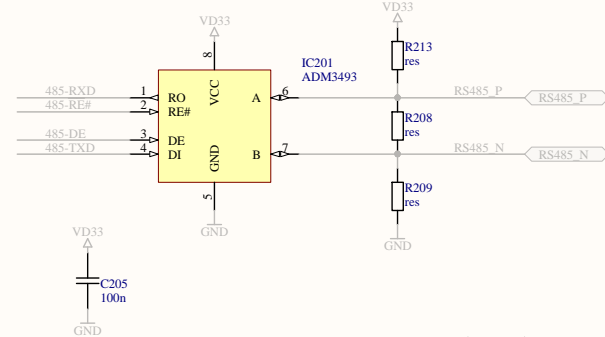 VD33
VD33
8
R213
res
IC201
ADM3493
485-RXD
1
RO
VCC
A
6
RS485_P
RS485_P
485-RE#
2
RE#
R208
res
485-DE
3
DE
485-TXD
4
DI
GND
B
7
RS485_N
RS485_N
5
R209
res
GND
GND
VD33
C205
100n
GND